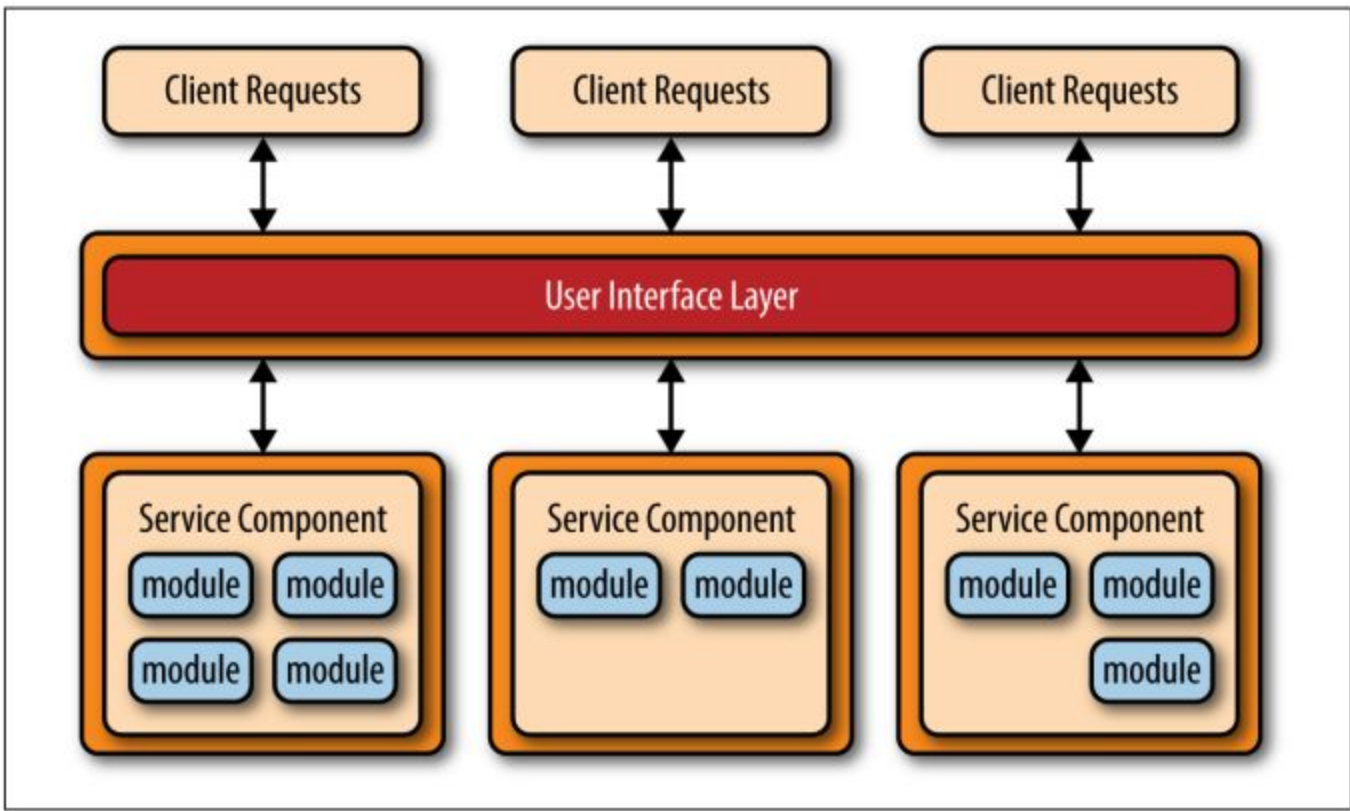 Client Requests
Client Requests
Client Requests
User Interface Layer
Service Component
module module
module module
Service Component
module module
Service Component
module module
module